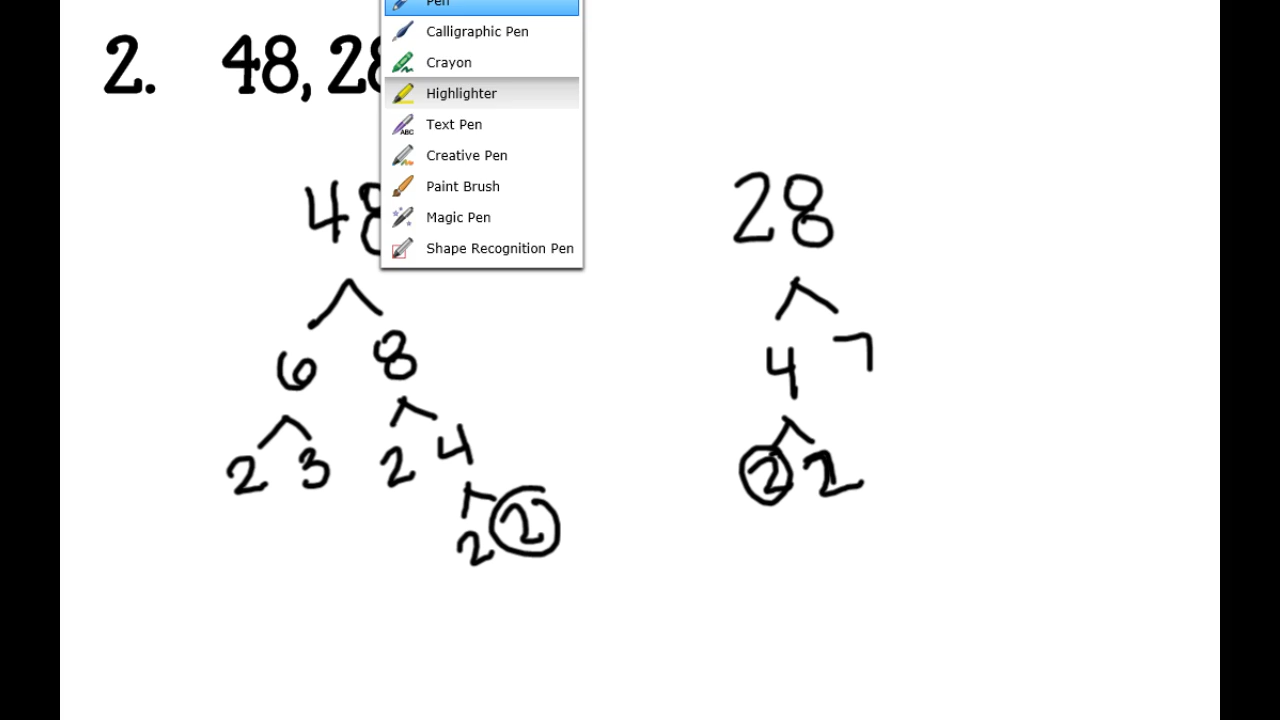 Pen
Calligraphic Pen
2. 48, 28
Crayon
Highlighter
Text Pen
Creative Pen
Paint Brush
Magic Pen
Shape Recognition Pen
48
28
6 8
4 7
2 3 2 4
2 2
2 2